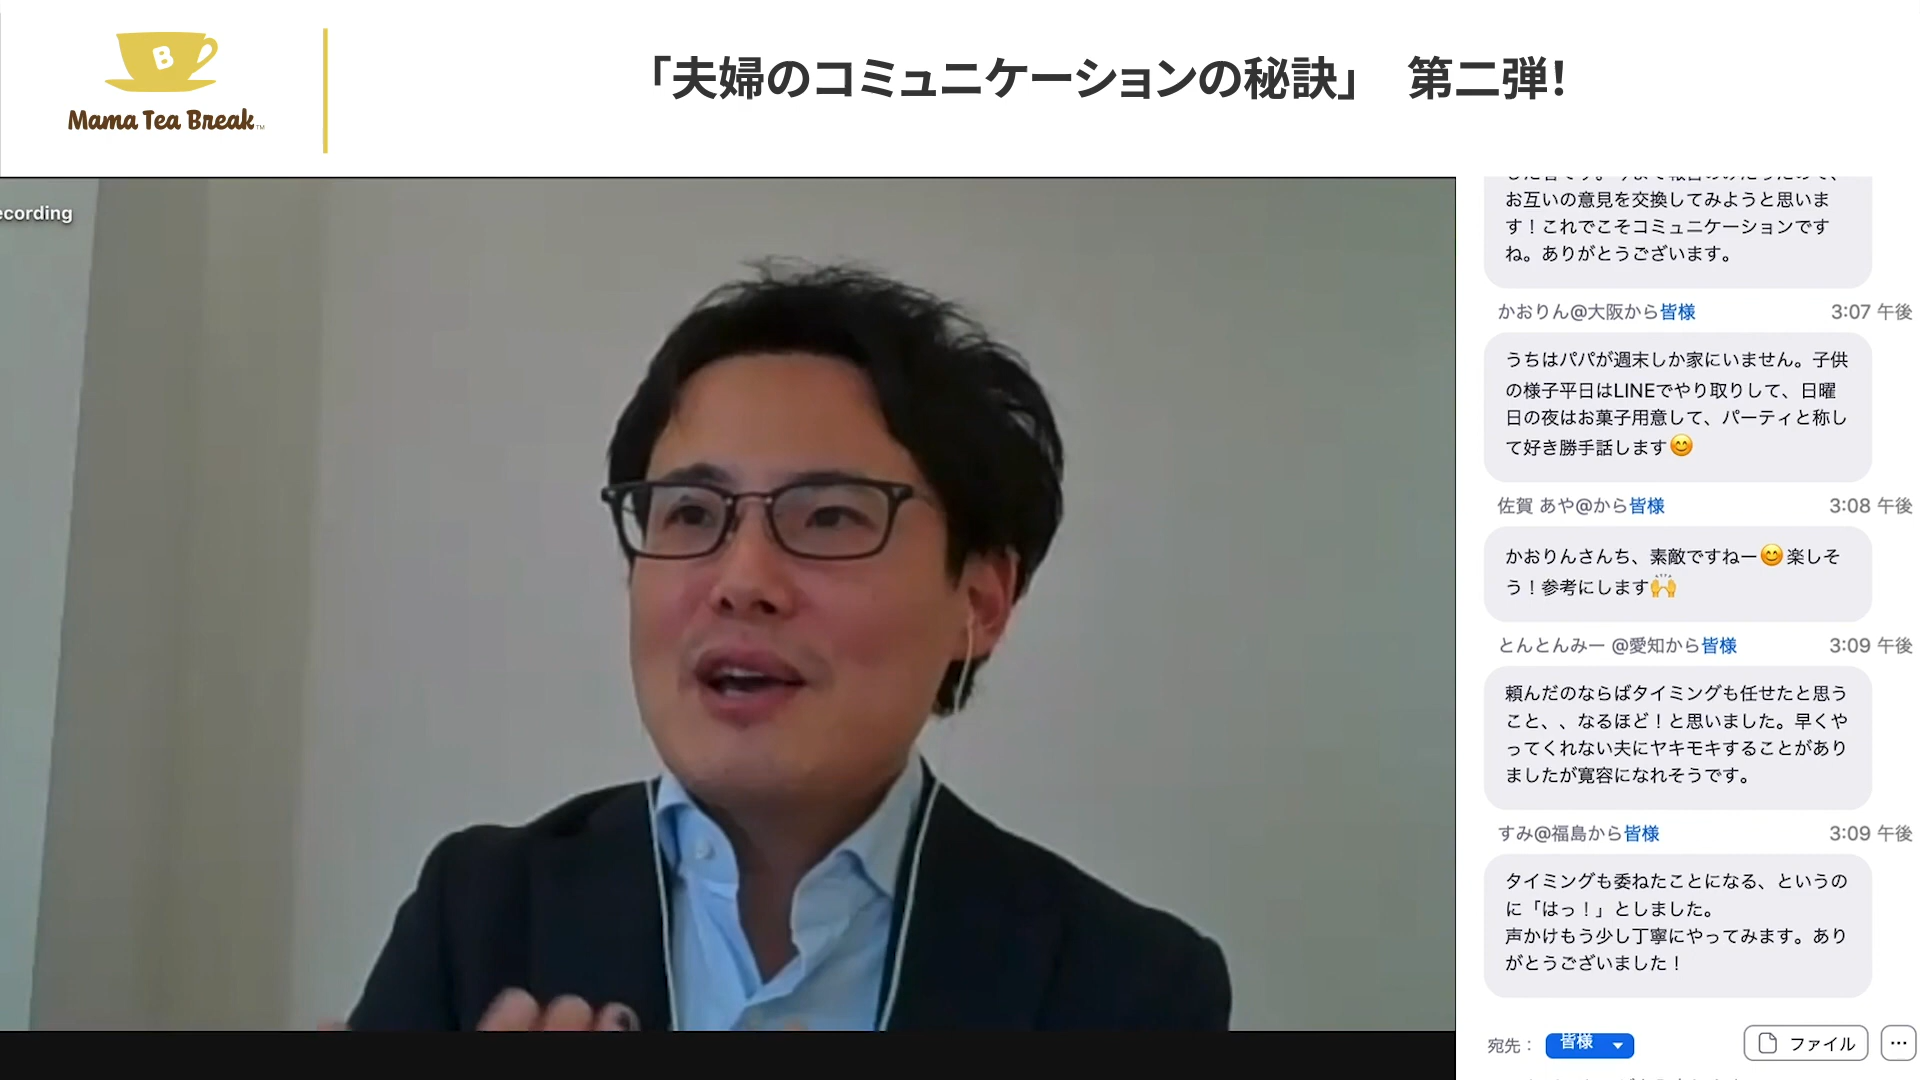 B
Mama Tea Break™
「夫婦のコミュニケーションの秘訣」　第二弾!
ecording
お互いの意見を交換してみようと思いま
す！これでこそコミュニケーションです
ね。ありがとうございます。
かおりん@大阪から皆様 3:07 午後
うちはパパが週末しか家にいません。子供
の様子平日はLINEでやり取りして、日曜
日の夜はお菓子用意して、パーティと称し
て好き勝手話します😊
佐賀 あや@から皆様 3:08 午後
かおりんさんち、素敵ですねー😊楽しそ
う！参考にします🙌
とんとんみー @愛知から皆様 3:09 午後
頼んだのならばタイミングも任せたと思う
こと、、なるほど！と思いました。早くや
ってくれない夫にヤキモキすることがあり
ましたが寛容になれそうです。
すみ@福島から皆様 3:09 午後
タイミングも委ねたことになる、というの
に「はっ！」としました。
声かけもう少し丁寧にやってみます。あり
がとうございました！
宛先： 皆様 ファイル ...